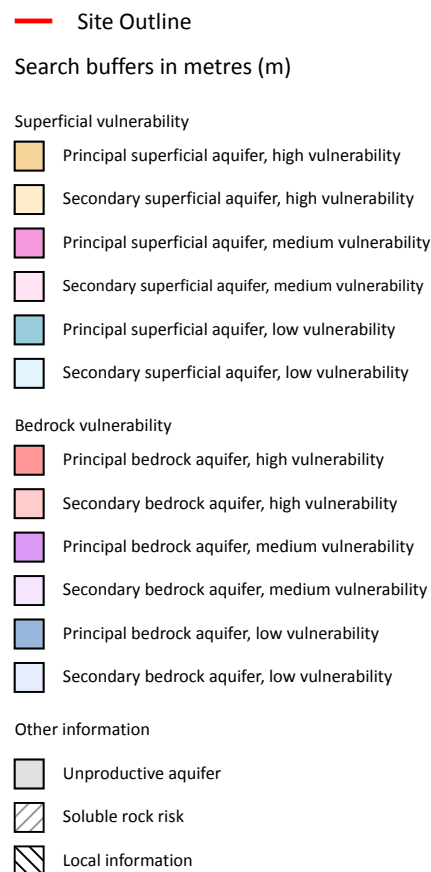 Site Outline
Search buffers in metres (m)
Superficial vulnerability
Principal superficial aquifer, high vulnerability
Secondary superficial aquifer, high vulnerability
Principal superficial aquifer, medium vulnerability
Secondary superficial aquifer, medium vulnerability
Principal superficial aquifer, low vulnerability
Secondary superficial aquifer, low vulnerability
Bedrock vulnerability
Principal bedrock aquifer, high vulnerability
Secondary bedrock aquifer, high vulnerability
Principal bedrock aquifer, medium vulnerability
Secondary bedrock aquifer, medium vulnerability
Principal bedrock aquifer, low vulnerability
Secondary bedrock aquifer, low vulnerability
Other information
Unproductive aquifer
Soluble rock risk
Local information